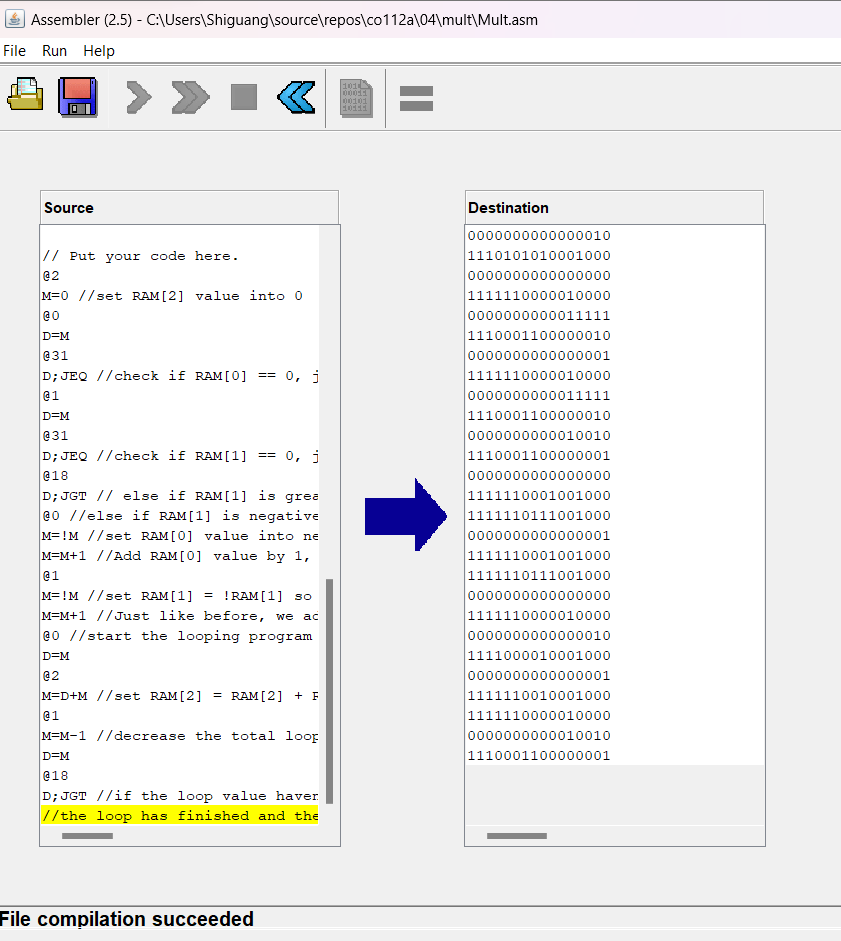 Assembler (2.5) - C:\Users\Shiguang\source\repos\co112a\04\mult\Mult.asm
File Run Help
Source
// Put your code here.
@2
M=0 //set RAM[2] value into 0
@0
D=M
@31
D;JEQ //check if RAM[0] == 0, j
@1
D=M
@31
D;JEQ //check if RAM[1] == 0, j
@18
D;JGT // else if RAM[1] is grea
@0 //else if RAM[1] is negative
M=!M //set RAM[0] value into ne
M=M+1 //Add RAM[0] value by 1,
@1
M=!M //set RAM[1] = !RAM[1] so
M=M+1 //Just like before, we ad
@0 //start the looping program
D=M
@2
M=D+M //set RAM[2] = RAM[2] + R
@1
M=M-1 //decrease the total loop
D=M
@18
D;JGT //if the loop value haven
//the loop has finished and the
Destination
0000000000000010
1110101010001000
0000000000000000
1111110000010000
0000000000011111
1110001100000010
0000000000000001
1111110000010000
0000000000011111
1110001100000010
0000000000010010
1110001100000001
0000000000000000
1111110001001000
1111110111001000
0000000000000001
1111110001001000
1111110111001000
0000000000000000
1111110000010000
0000000000000010
1111000010001000
0000000000000001
1111110010001000
1111110000010000
0000000000010010
1110001100000001
File compilation succeeded